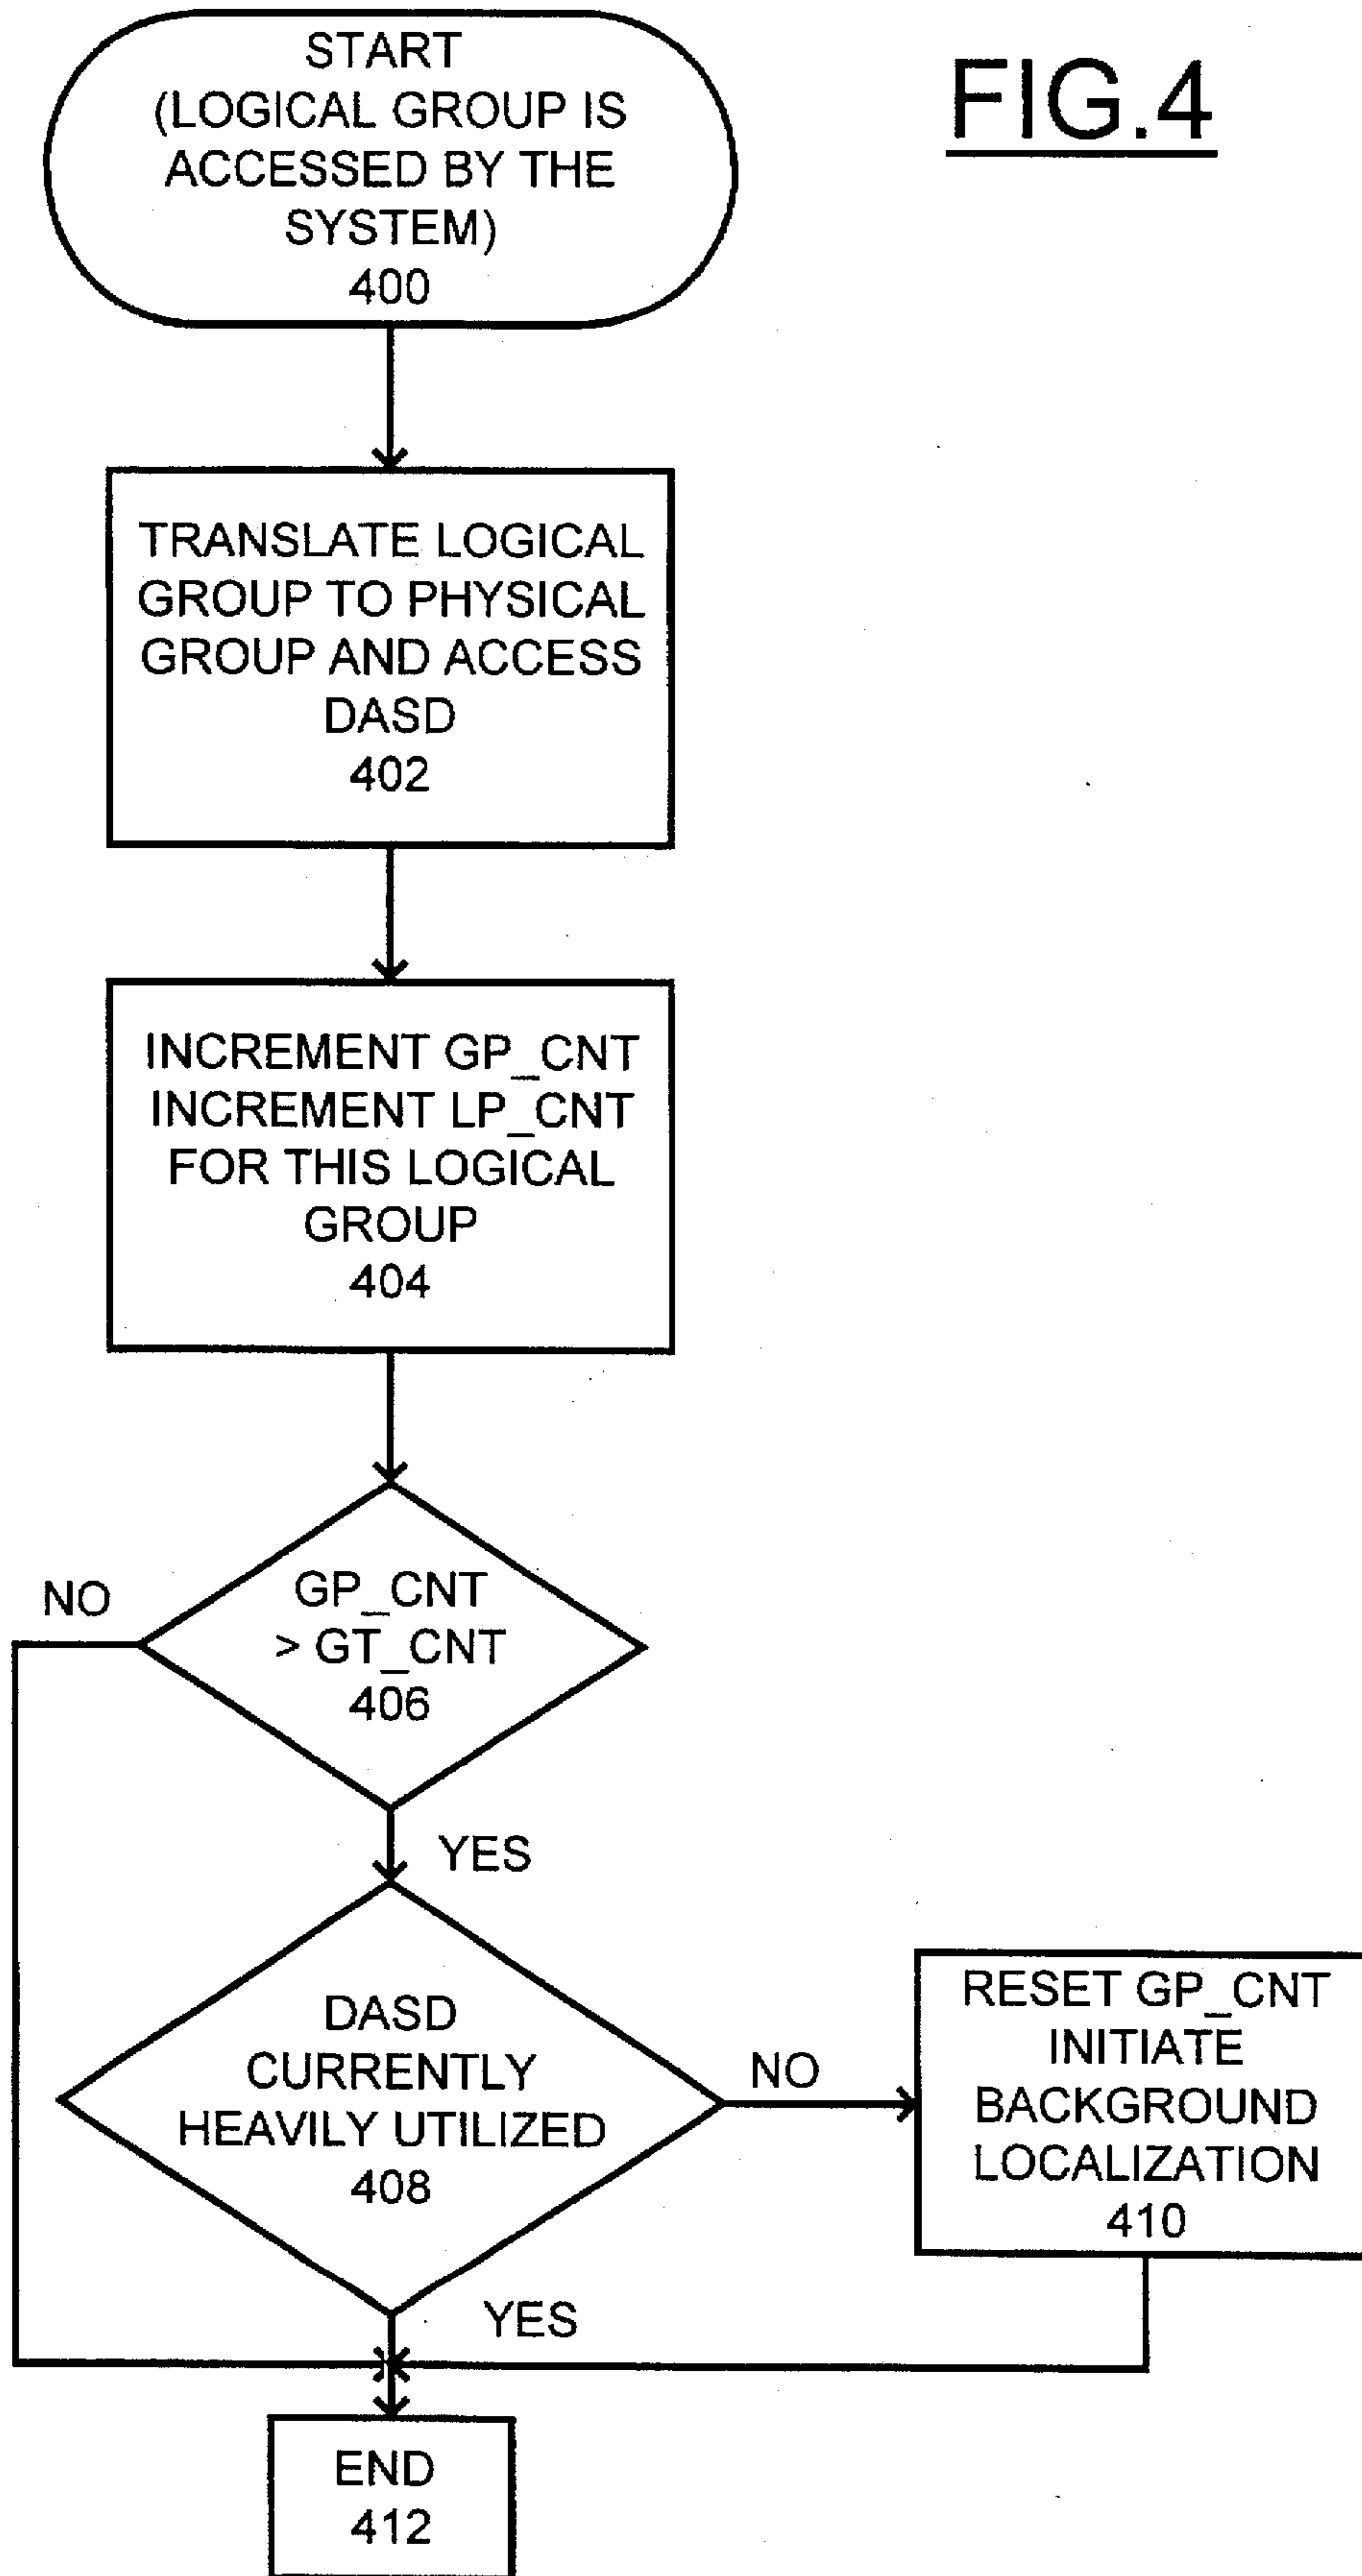 FIG.4
START
(LOGICAL GROUP IS
ACCESSED BY THE
SYSTEM)
400
TRANSLATE LOGICAL
GROUP TO PHYSICAL
GROUP AND ACCESS
DASD
402
INCREMENT GP_CNT
INCREMENT LP_CNT
FOR THIS LOGICAL
GROUP
404
GP_CNT
> GT_CNT
406
NO
YES
DASD
CURRENTLY
HEAVILY UTILIZED
408
NO
RESET GP_CNT
INITIATE
BACKGROUND
LOCALIZATION
410
YES
END
412